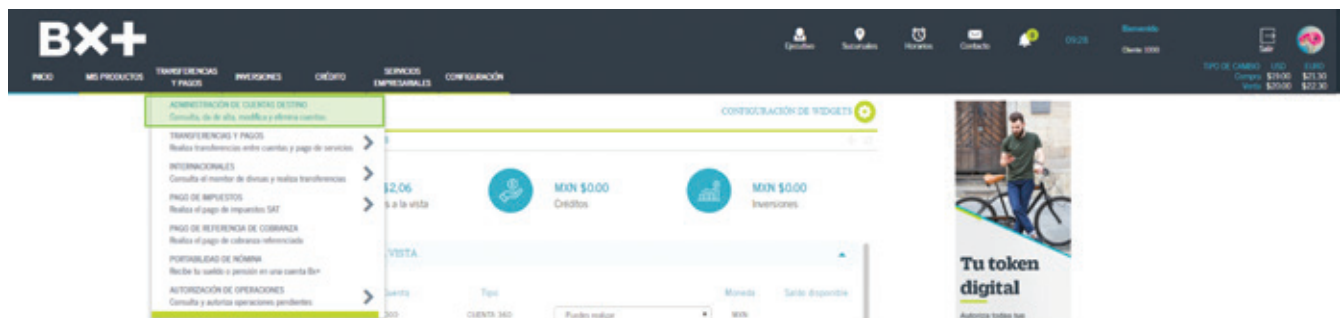 BX+
Ejecutivo
Sucursales
Horarios
Contacto
09:28
Bienvenido
Cliente 1000
Salir
INICIO
MIS PRODUCTOS
TRANSFERENCIAS
Y PAGOS
INVERSIONES
CRÉDITO
SERVICIOS
EMPRESARIALES
CONFIGURACIÓN
TIPO DE CAMBIO USD EURO
Compra $19.00 $21.30
Venta $20.00 $22.30
ADMINISTRACIÓN DE CUENTAS DESTINO
Consulta, da de alta, modifica y elimina cuentas
TRANSFERENCIAS Y PAGOS
Realiza transferencias entre cuentas y pago de servicios
INTERNACIONALES
Consulta el monitor de divisas y realiza transferencias
PAGO DE IMPUESTOS
Realiza el pago de impuestos SAT
PAGO DE REFERENCIA DE COBRANZA
Realiza el pago de cobranza referenciada
PORTABILIDAD DE NÓMINA
Recibe tu sueldo o pensión en una cuenta Bx+
AUTORIZACIÓN DE OPERACIONES
Consulta y autoriza operaciones pendientes
CONFIGURACIÓN DE WIDGETS
$2,06
s a la vista
MXN $0.00
Créditos
MXN $0.00
Inversiones
VISTA
Cuenta
Tipo
Moneda
Saldo disponible
CUENTA 360
Puedes realizar
MXN
Tu token
digital
Autoriza todas tus